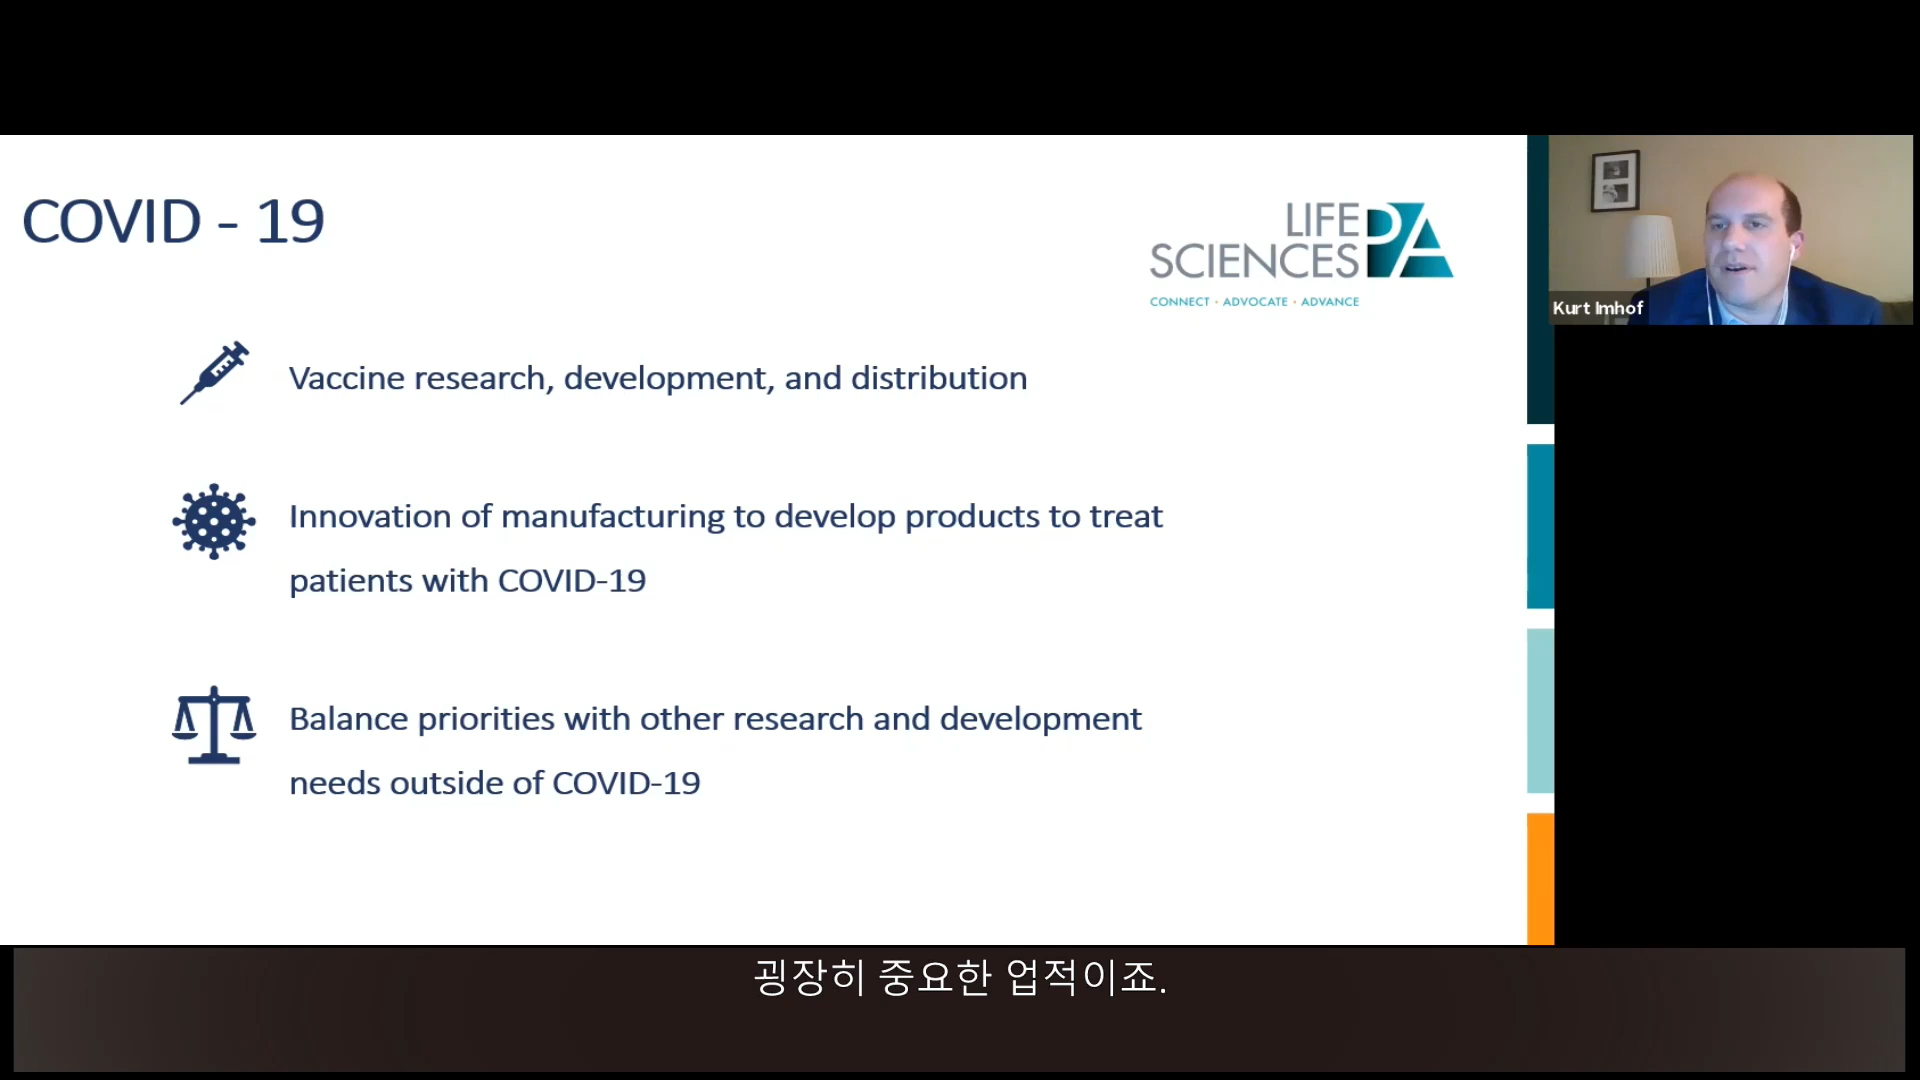 COVID - 19
LIFE
SCIENCES
PA
CONNECT • ADVOCATE • ADVANCE
Kurt Imhof
Vaccine research, development, and distribution
Innovation of manufacturing to develop products to treat
patients with COVID-19
Balance priorities with other research and development
needs outside of COVID-19
굉장히 중요한 업적이죠.